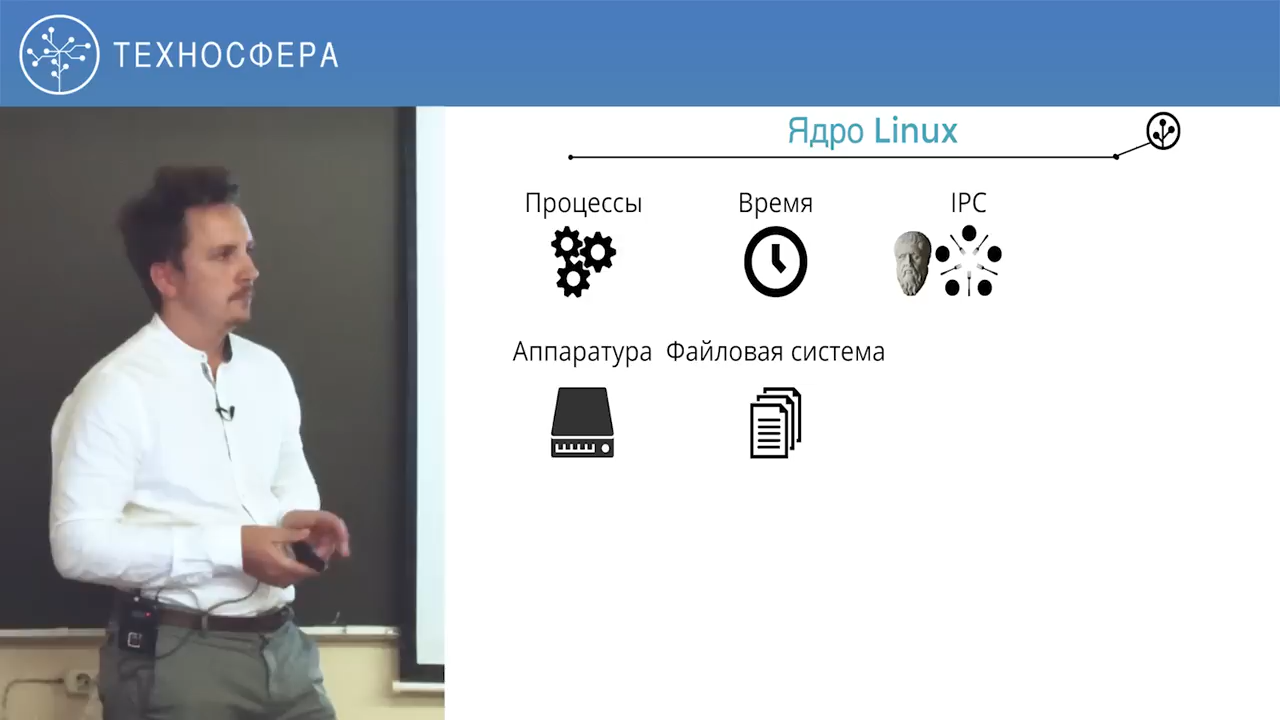 ТЕХНОСФЕРА
Ядро Linux
Процессы
Время
IPC
Аппаратура
Файловая система